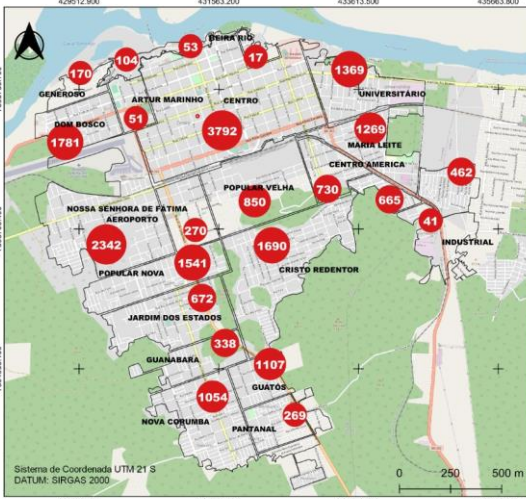 429512.900 431563.200 433613.500 435663.800
BEIRA RIO
53
17
104
170
1369
GENEROSO
UNIVERSITÁRIO
ARTUR MARINHO
CENTRO
51
DOM BOSCO
3792
1269
1781
MARIA LEITE
CENTRO AMERICA
462
POPULAR VELHA
730
850
665
NOSSA SENHORA DE FÁTIMA
AEROPORTO
41
270
2342
1690
INDUSTRIAL
1541
POPULAR NOVA
CRISTO REDENTOR
672
JARDIM DOS ESTADOS
338
GUANABARA
1107
GUATÓS
1054
269
NOVA CORUMBA
PANTANAL
Sistema de Coordenada UTM 21 S
DATUM: SIRGAS 2000
0 250 500 m